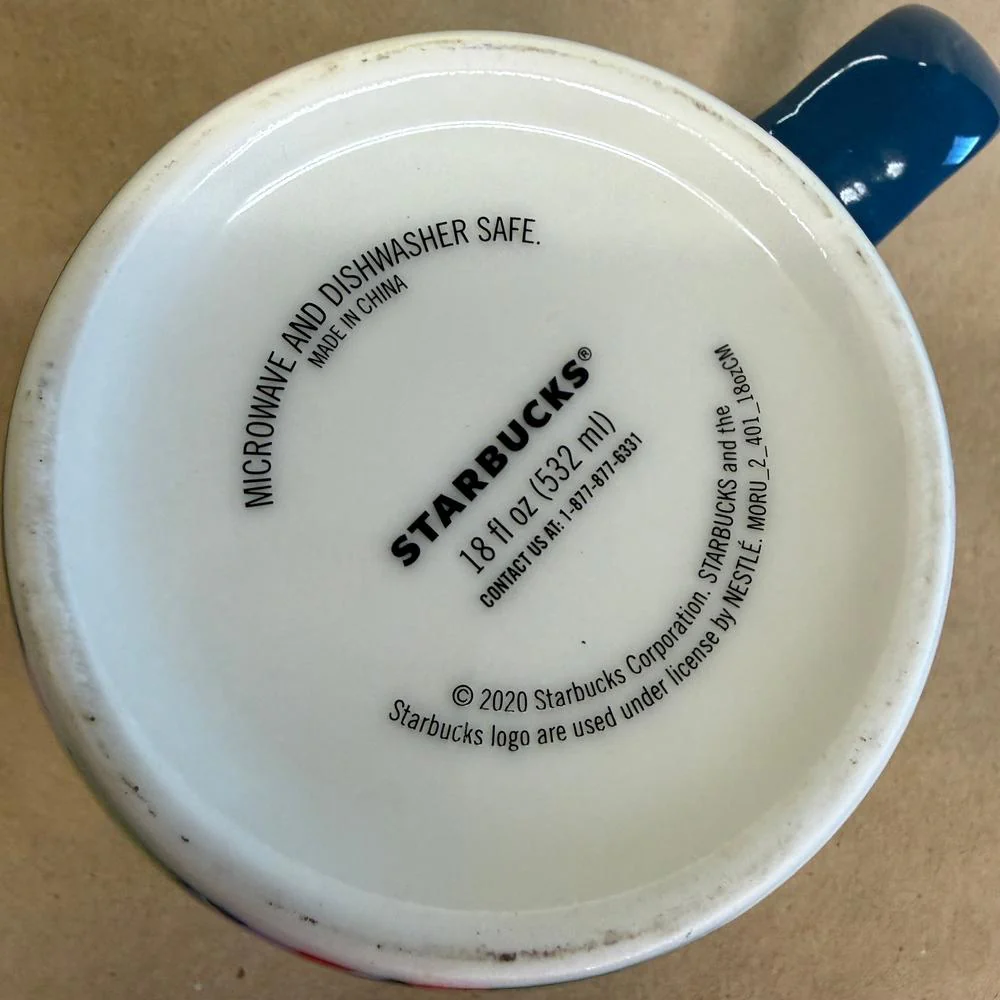 MICROWAVE AND DISHWASHER SAFE.
MADE IN CHINA
STARBUCKS®
18 fl oz (532 ml)
CONTACT US AT: 1-877-877-6331
© 2020 Starbucks Corporation. STARBUCKS and the
Starbucks logo are used under license by NESTLÉ. MORU_2_401_18ozCM